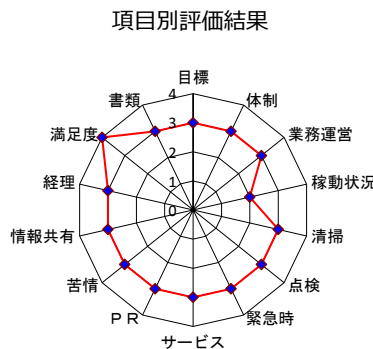 項目別評価結果
目標
体制
業務運営
稼動状況
清掃
点検
緊急時
サービス
ＰＲ
苦情
情報共有
経理
満足度
書類
4
3
2
1
0